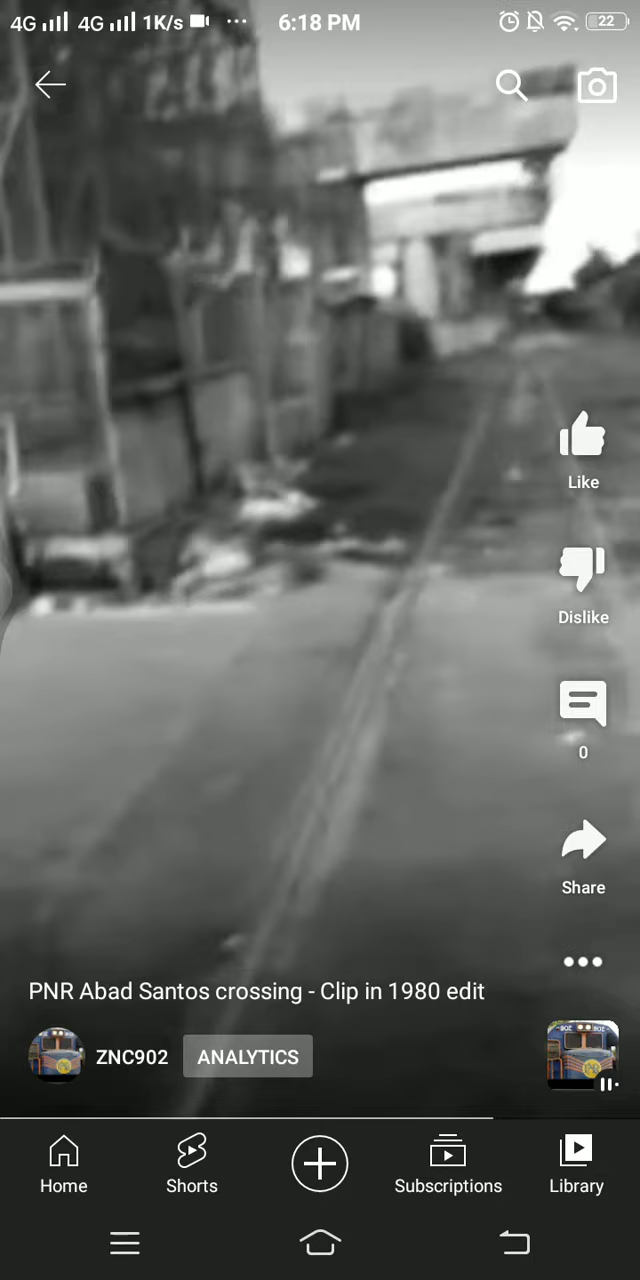 4G 4G 1K/s ... 6:18 PM 22
Like
Dislike
0
Share
PNR Abad Santos crossing - Clip in 1980 edit
ZNC902 ANALYTICS
Home Shorts Subscriptions Library